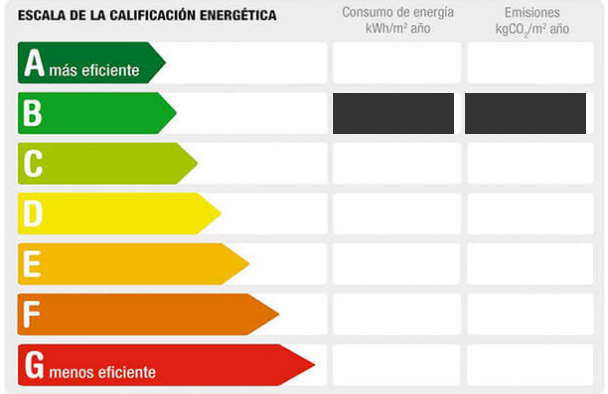 ESCALA DE LA CALIFICACIÓN ENERGÉTICA
Consumo de energía
kWh/m² año
Emisiones
kgCO₂/m² año
A más eficiente
B
C
D
E
F
G menos eficiente